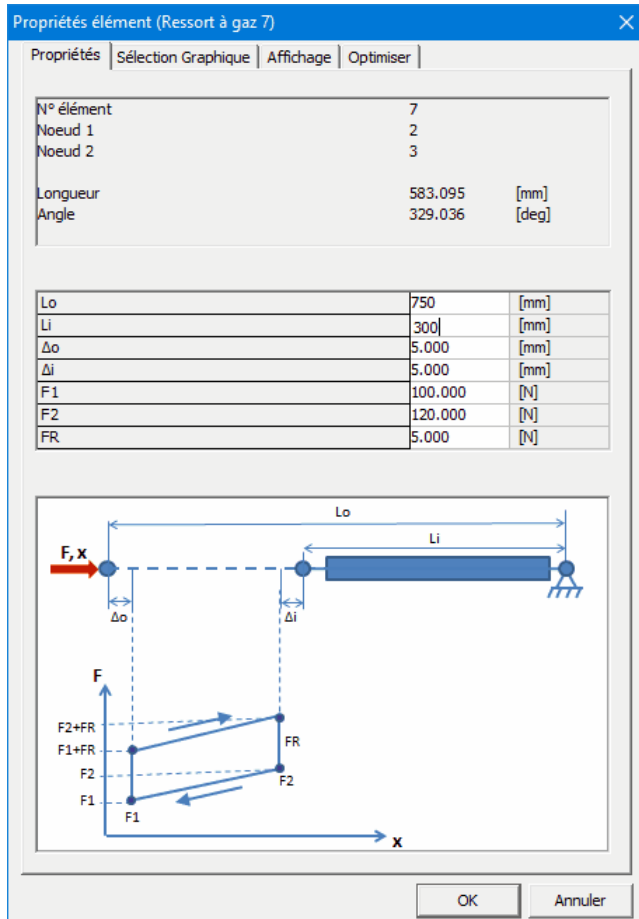 Propriétés élément (Ressort à gaz 7)
Propriétés Sélection Graphique Affichage Optimiser
N° élément 7
Noeud 1 2
Noeud 2 3
Longueur 583.095 [mm]
Angle 329.036 [deg]
Lo 750 [mm]
Li 300 [mm]
Δo 5.000 [mm]
Δi 5.000 [mm]
F1 100.000 [N]
F2 120.000 [N]
FR 5.000 [N]
Lo
Li
F, x
Δo Δi
F
F2+FR
F1+FR FR
F2 F2
F1 F1
x
OK Annuler